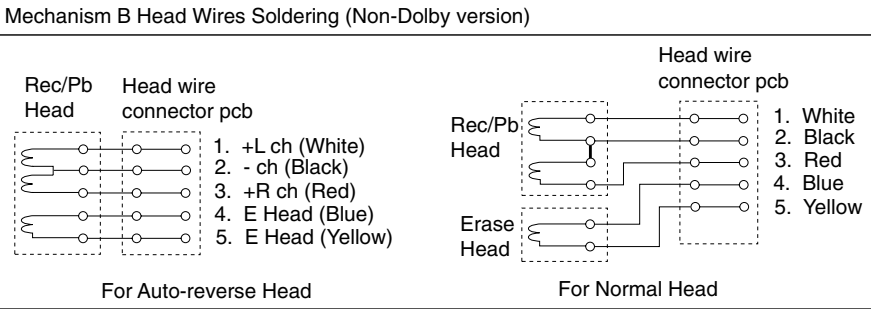 Mechanism B Head Wires Soldering (Non-Dolby version)
Rec/Pb
Head
Head wire
connector pcb
1. +L ch (White)
2. - ch (Black)
3. +R ch (Red)
4. E Head (Blue)
5. E Head (Yellow)
For Auto-reverse Head
Head wire
connector pcb
Rec/Pb
Head
Erase
Head
1. White
2. Black
3. Red
4. Blue
5. Yellow
For Normal Head